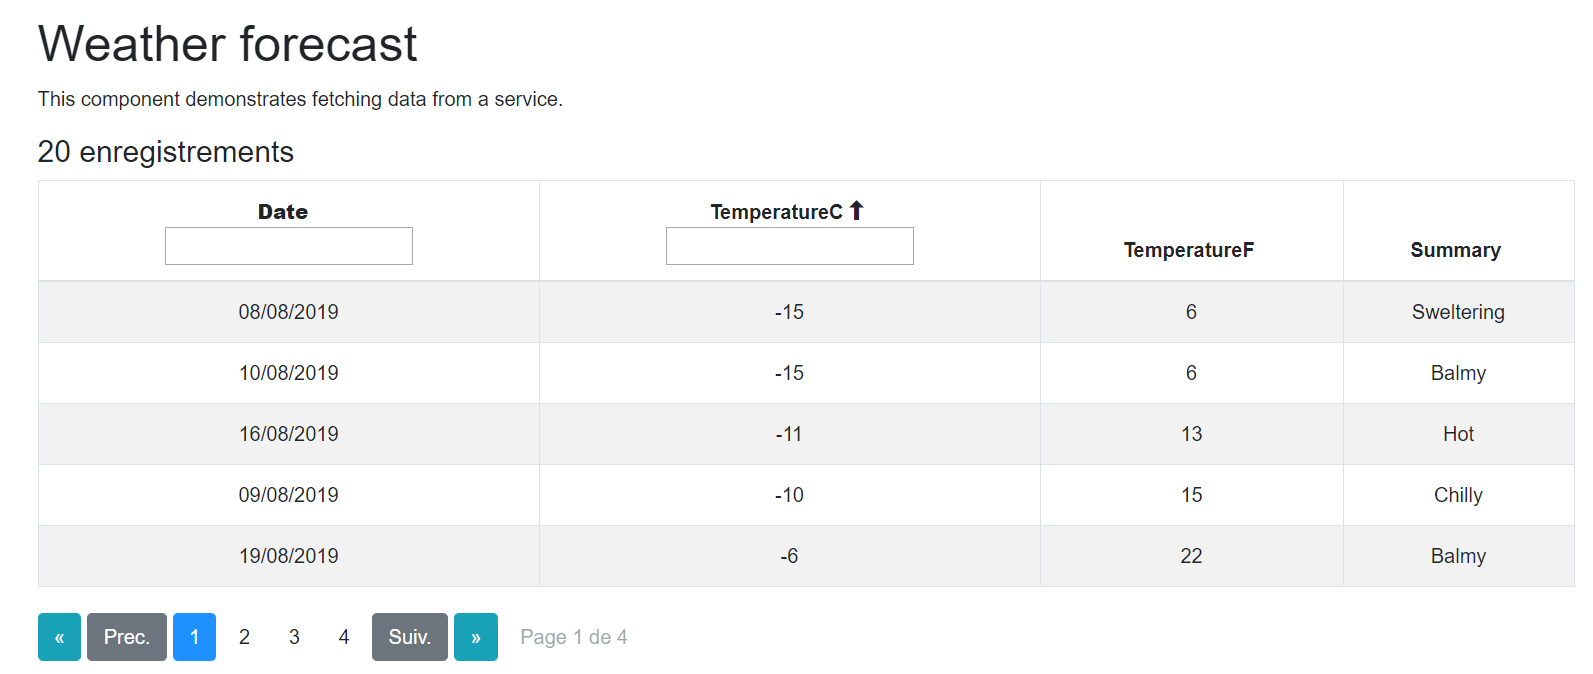 Weather forecast
This component demonstrates fetching data from a service.
20 enregistrements
Date TemperatureC ⬆ TemperatureF Summary
08/08/2019 -15 6 Sweltering
10/08/2019 -15 6 Balmy
16/08/2019 -11 13 Hot
09/08/2019 -10 15 Chilly
19/08/2019 -6 22 Balmy
« Prec. 1 2 3 4 Suiv. » Page 1 de 4